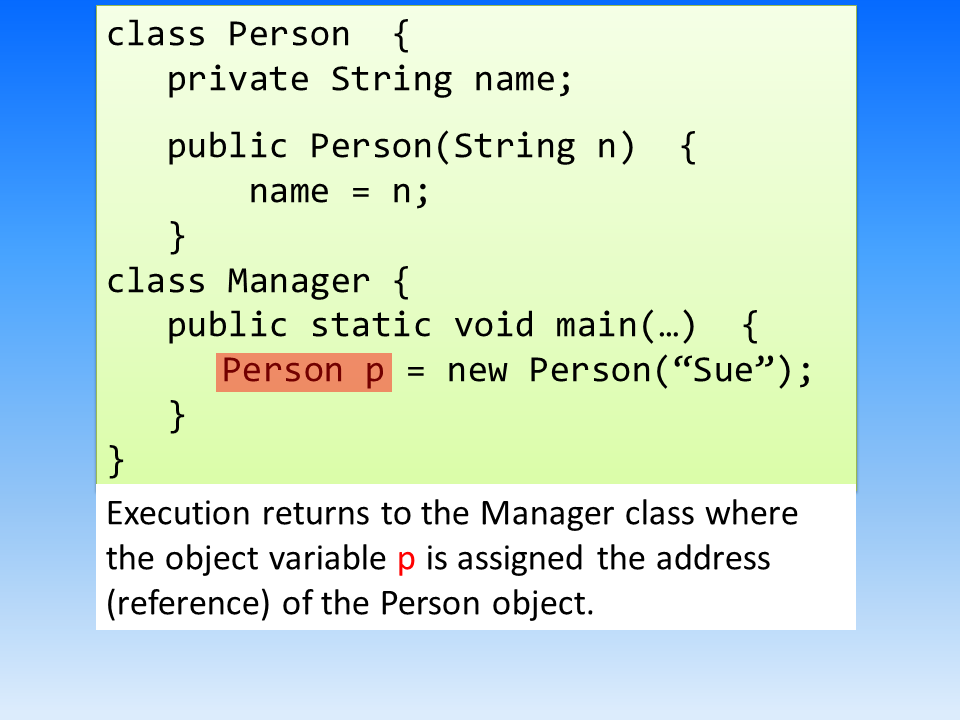 class Person {
private String name;
public Person(String n) {
name = n;
}
class Manager {
public static void main(…) {
Person p = new Person(“Sue”);
}
}
Execution returns to the Manager class where
the object variable p is assigned the address
(reference) of the Person object.